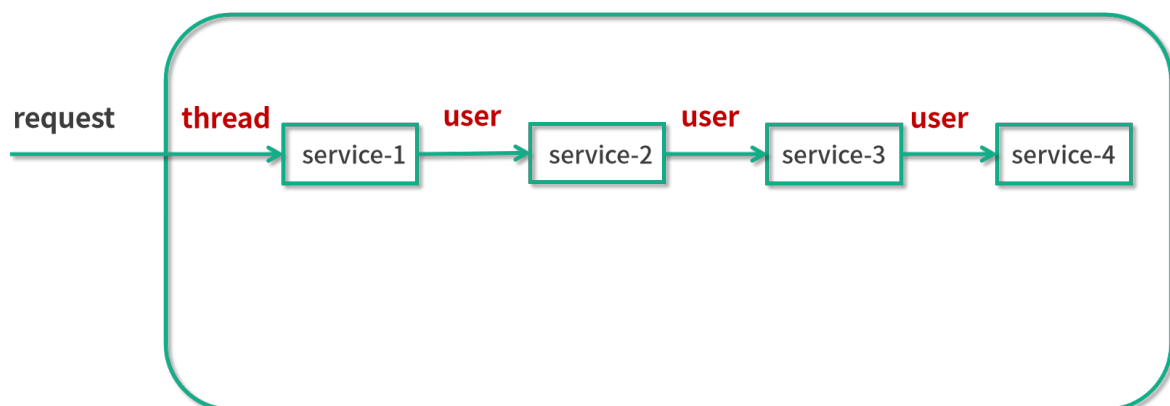 request
thread
user
user
user
service-1
service-2
service-3
service-4